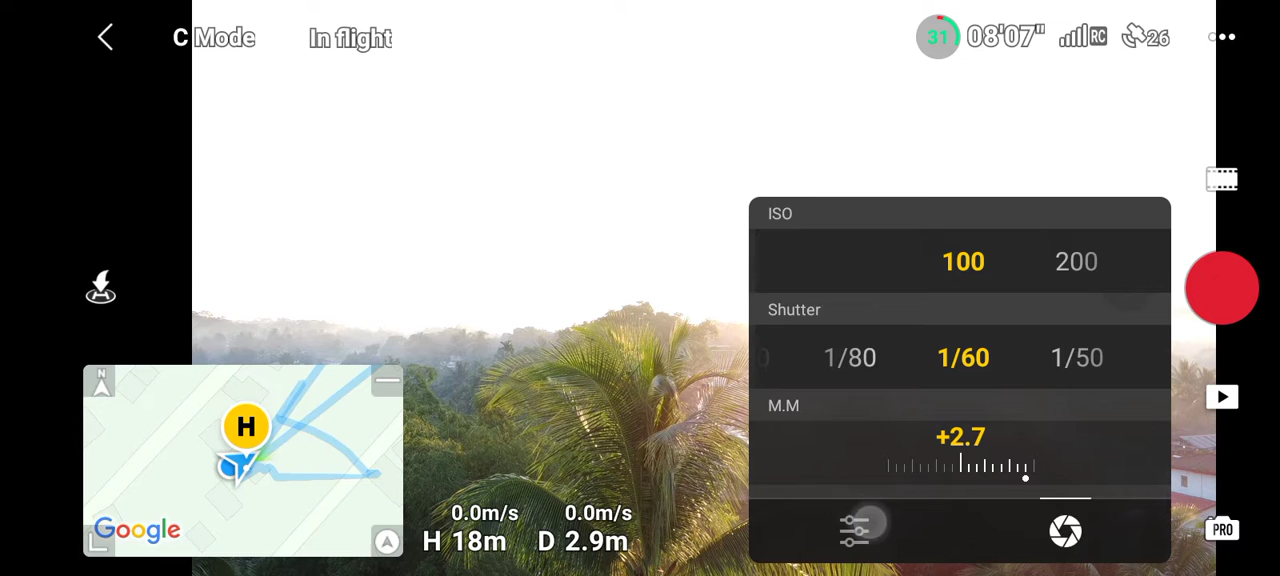 C Mode
In flight
31
08'07"
RC
26
ISO
100
200
Shutter
1/80
1/60
1/50
M.M
+2.7
N
H
Google
0.0m/s
0.0m/s
H 18m
D 2.9m
PRO